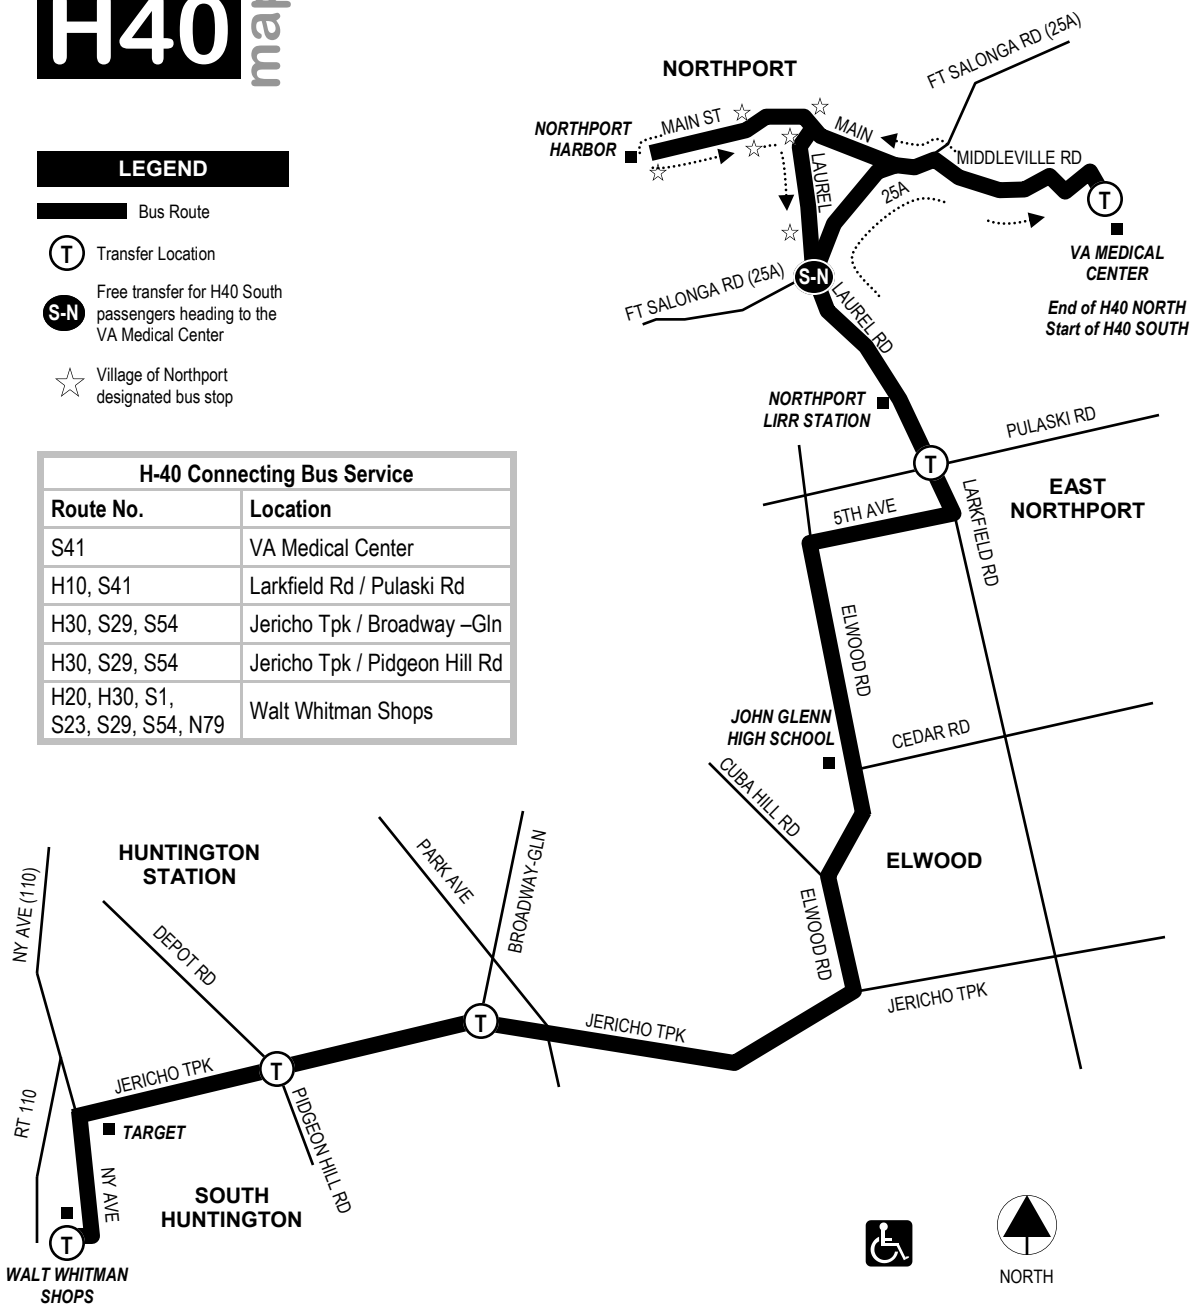 H40
map
LEGEND
Bus Route
T
Transfer Location
S-N
Free transfer for H40 South
passengers heading to the
VA Medical Center
Village of Northport
designated bus stop
H-40 Connecting Bus Service
Route No. Location
S41 VA Medical Center
H10, S41 Larkfield Rd / Pulaski Rd
H30, S29, S54 Jericho Tpk / Broadway –Gln
H30, S29, S54 Jericho Tpk / Pidgeon Hill Rd
H20, H30, S1,
S23, S29, S54, N79
Walt Whitman Shops
NORTHPORT
FT SALONGA RD (25A)
NORTHPORT
HARBOR
MAIN ST
MAIN
MIDDLEVILLE RD
LAUREL
25A
T
VA MEDICAL
CENTER
End of H40 NORTH
Start of H40 SOUTH
FT SALONGA RD (25A)
S-N
LAUREL RD
NORTHPORT
LIRR STATION
PULASKI RD
T
EAST
NORTHPORT
5TH AVE
LARKFIELD RD
ELWOOD RD
JOHN GLENN
HIGH SCHOOL
CEDAR RD
CUBA HILL RD
ELWOOD
ELWOOD RD
JERICHO TPK
HUNTINGTON
STATION
PARK AVE
BROADWAY-GLN
NY AVE (110)
DEPOT RD
T
JERICHO TPK
T
JERICHO TPK
RT 110
TARGET
PIDGEON HILL RD
NY AVE
SOUTH
HUNTINGTON
T
WALT WHITMAN
SHOPS
NORTH